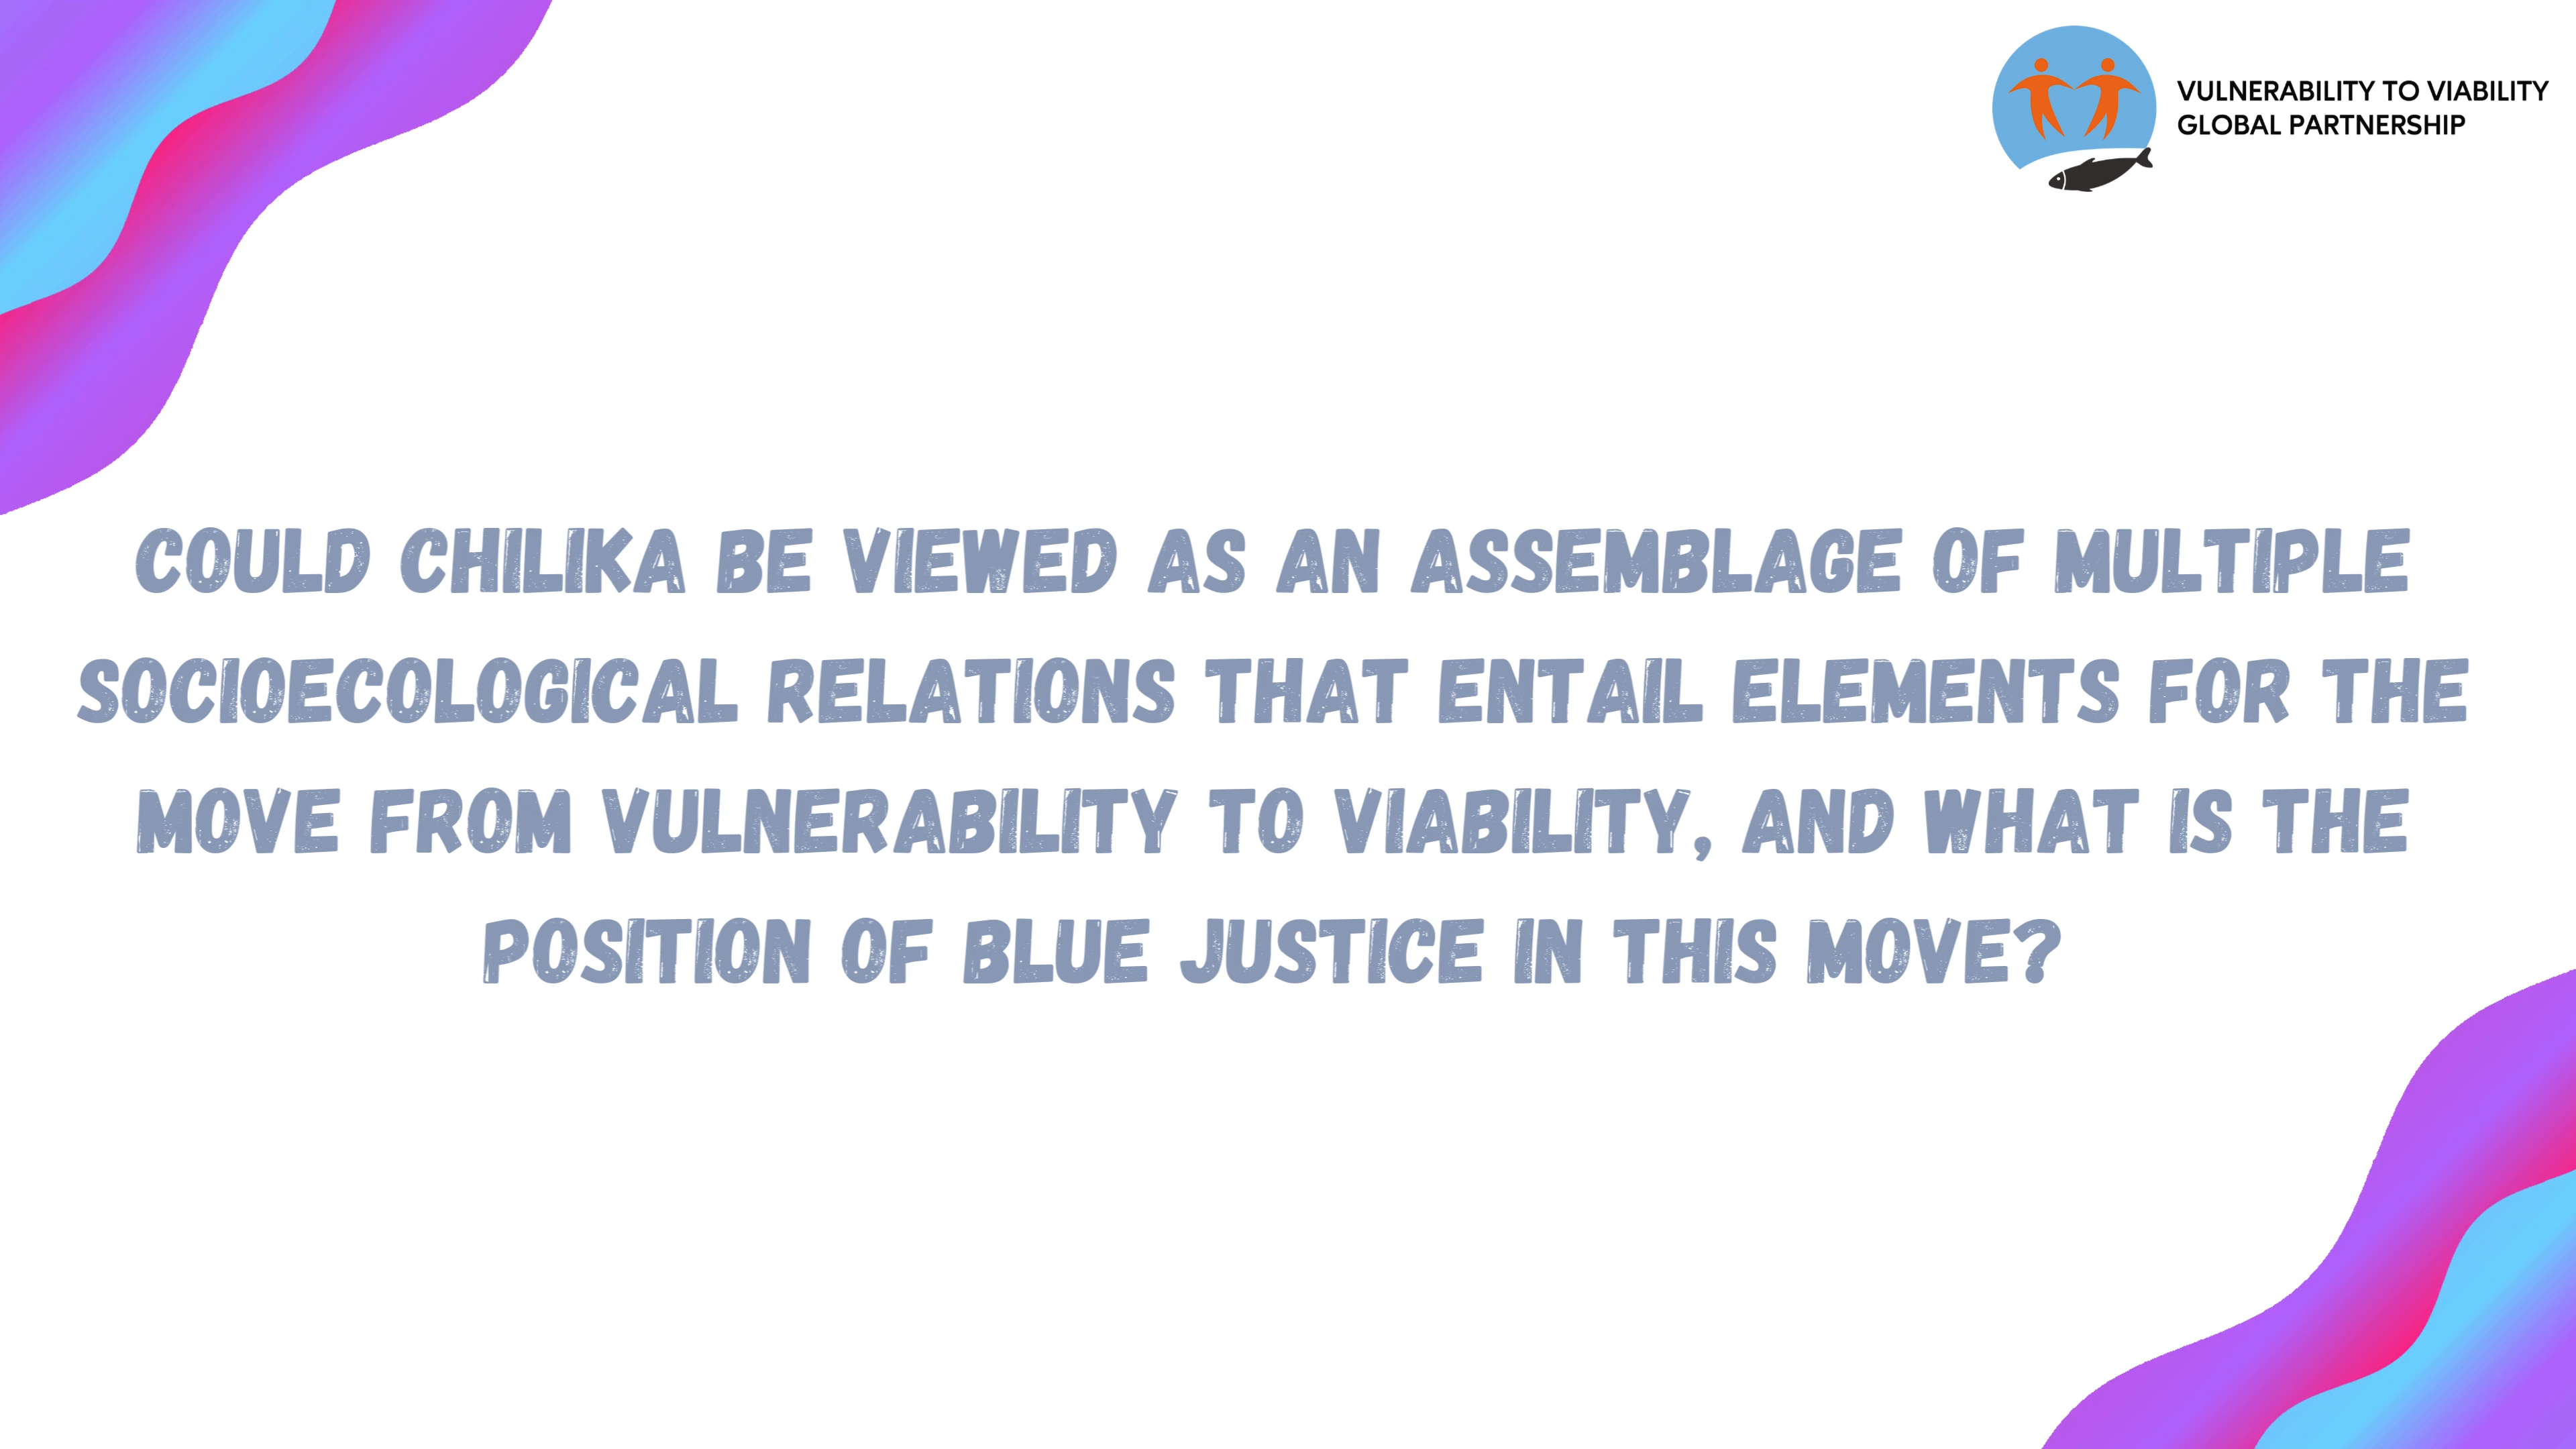 VULNERABILITY TO VIABILITY
GLOBAL PARTNERSHIP
COULD CHILIKA BE VIEWED AS AN ASSEMBLAGE OF MULTIPLE
SOCIOECOLOGICAL RELATIONS THAT ENTAIL ELEMENTS FOR THE
MOVE FROM VULNERABILITY TO VIABILITY, AND WHAT IS THE
POSITION OF BLUE JUSTICE IN THIS MOVE?